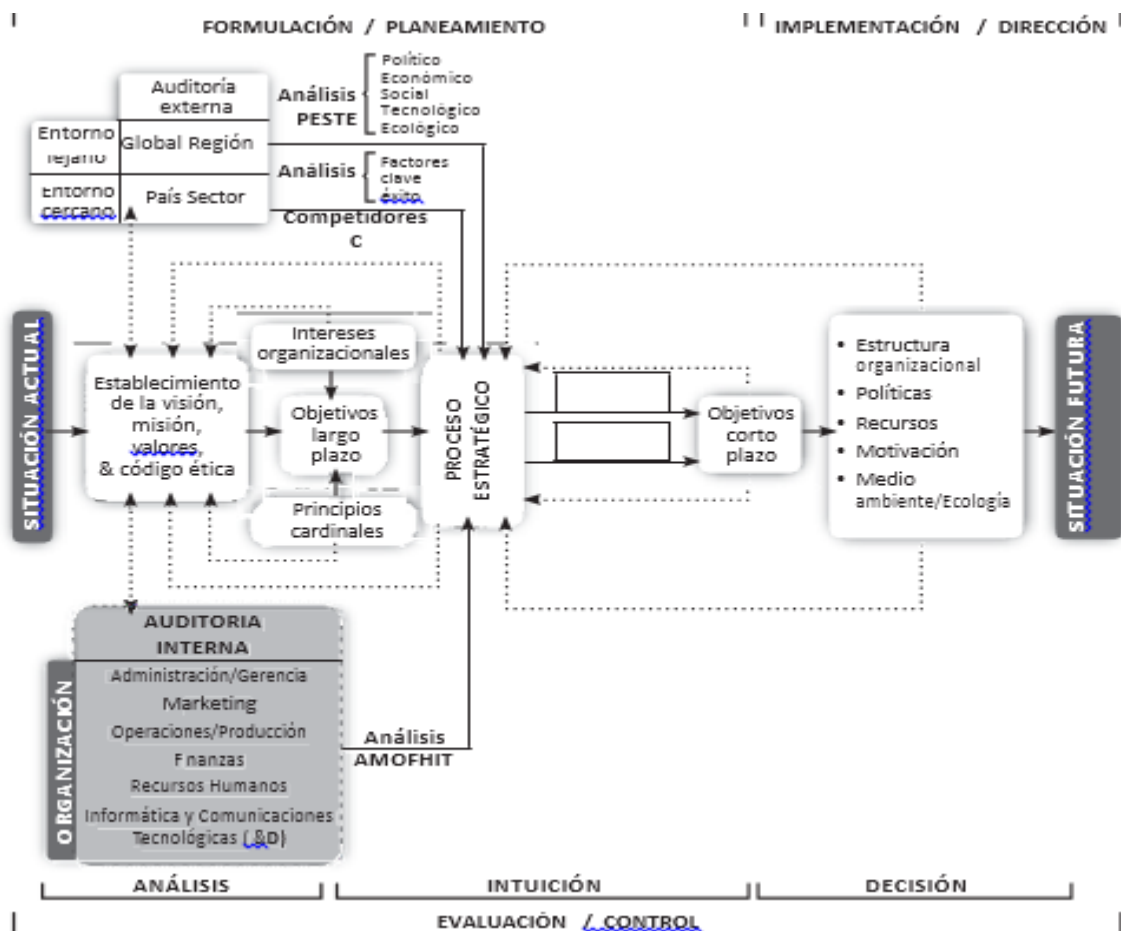 FORMULACIÓN / PLANEAMIENTO
IMPLEMENTACIÓN / DIRECCIÓN
Auditoría
externa
Análisis
PESTE
Político
Económico
Social
Tecnológico
Ecológico
Entorno
lejano
Global Región
Análisis
Factores
clave
éxito
Entorno
cercano
País Sector
Competidores
C
SITUACIÓN ACTUAL
Establecimiento
de la visión,
misión,
valores,
& código ética
Intereses
organizacionales
Objetivos
largo
plazo
Principios
cardinales
PROCESO
ESTRATÉGICO
Objetivos
corto
plazo
• Estructura
organizacional
• Políticas
• Recursos
• Motivación
• Medio
ambiente/Ecología
SITUACIÓN FUTURA
ORGANIZACIÓN
AUDITORIA
INTERNA
Administración/Gerencia
Marketing
Operaciones/Producción
Finanzas
Recursos Humanos
Informática y Comunicaciones
Tecnológicas (&D)
Análisis
AMOFHIT
ANÁLISIS
INTUICIÓN
DECISIÓN
EVALUACIÓN / CONTROL